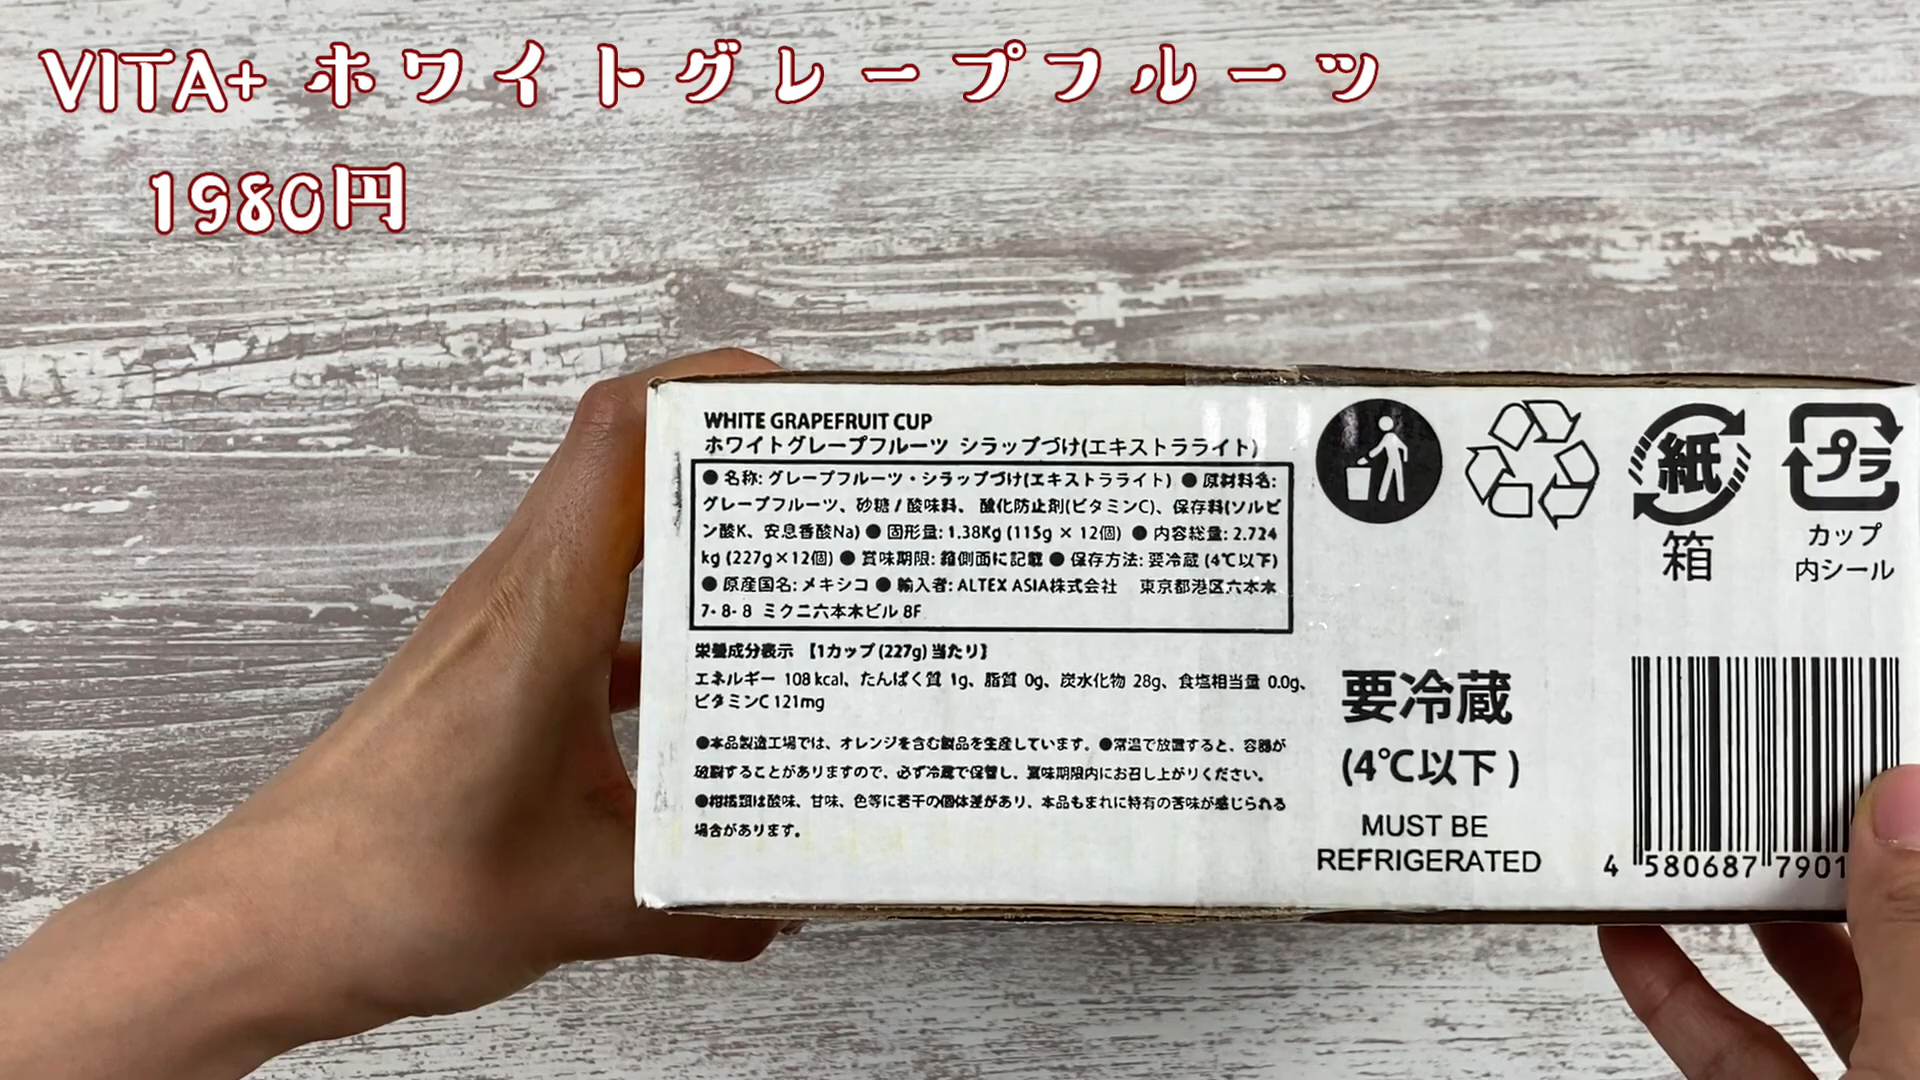 VITA+ ホワイトグレープフルーツ
1980円
WHITE GRAPEFRUIT CUP
ホワイトグレープフルーツ シラップづけ(エキストラライト)
● 名称: グレープフルーツ・シラップづけ(エキストラライト) ● 原材料名:
グレープフルーツ、砂糖 / 酸味料、酸化防止剤(ビタミンC)、保存料(ソルビ
ン酸K、安息香酸Na) ● 固形量: 1.38Kg (115g × 12個) ● 内容総量: 2.724
kg (227g×12個) ● 賞味期限: 箱側面に記載 ● 保存方法: 要冷蔵 (4℃以下)
● 原産国名: メキシコ ● 輸入者: ALTEX ASIA株式会社 東京都港区六本木
7- 8- 8 ミクニ六本木ビル 8F
栄養成分表示 【1カップ (227g) 当たり】
エネルギー 108 kcal、たんぱく質 1g、脂質 0g、炭水化物 28g、食塩相当量 0.0g、
ビタミンC 121mg
●本品製造工場では、オレンジを含む製品を生産しています。●常温で放置すると、容器が
破裂することがありますので、必ず冷蔵で保管し、賞味期限内にお召し上がりください。
●柑橘類は酸味、甘味、色等に若干の個体差があり、本品もまれに特有の苦味が感じられる
場合があります。
紙
箱
プラ
カップ
内シール
要冷蔵
(4℃以下)
MUST BE
REFRIGERATED
4 580687 7901